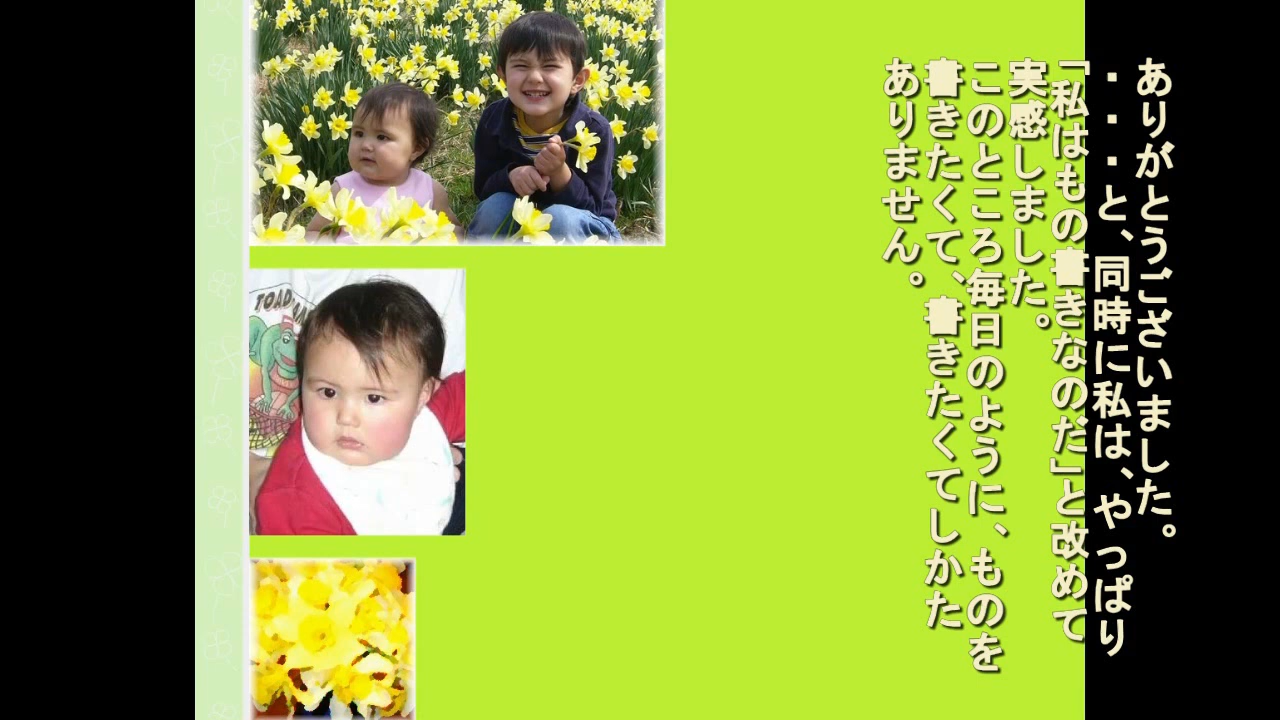 ありがとうございました。
・・・と、同時に私は、やっぱり
「私はもの書きなのだ」と改めて
実感しました。
このところ毎日のように、ものを
書きたくて、書きたくてしかた
ありません。
TOAD